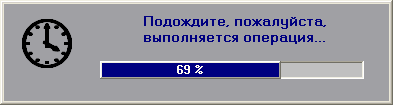 Подождите, пожалуйста,
выполняется операция...
69 %